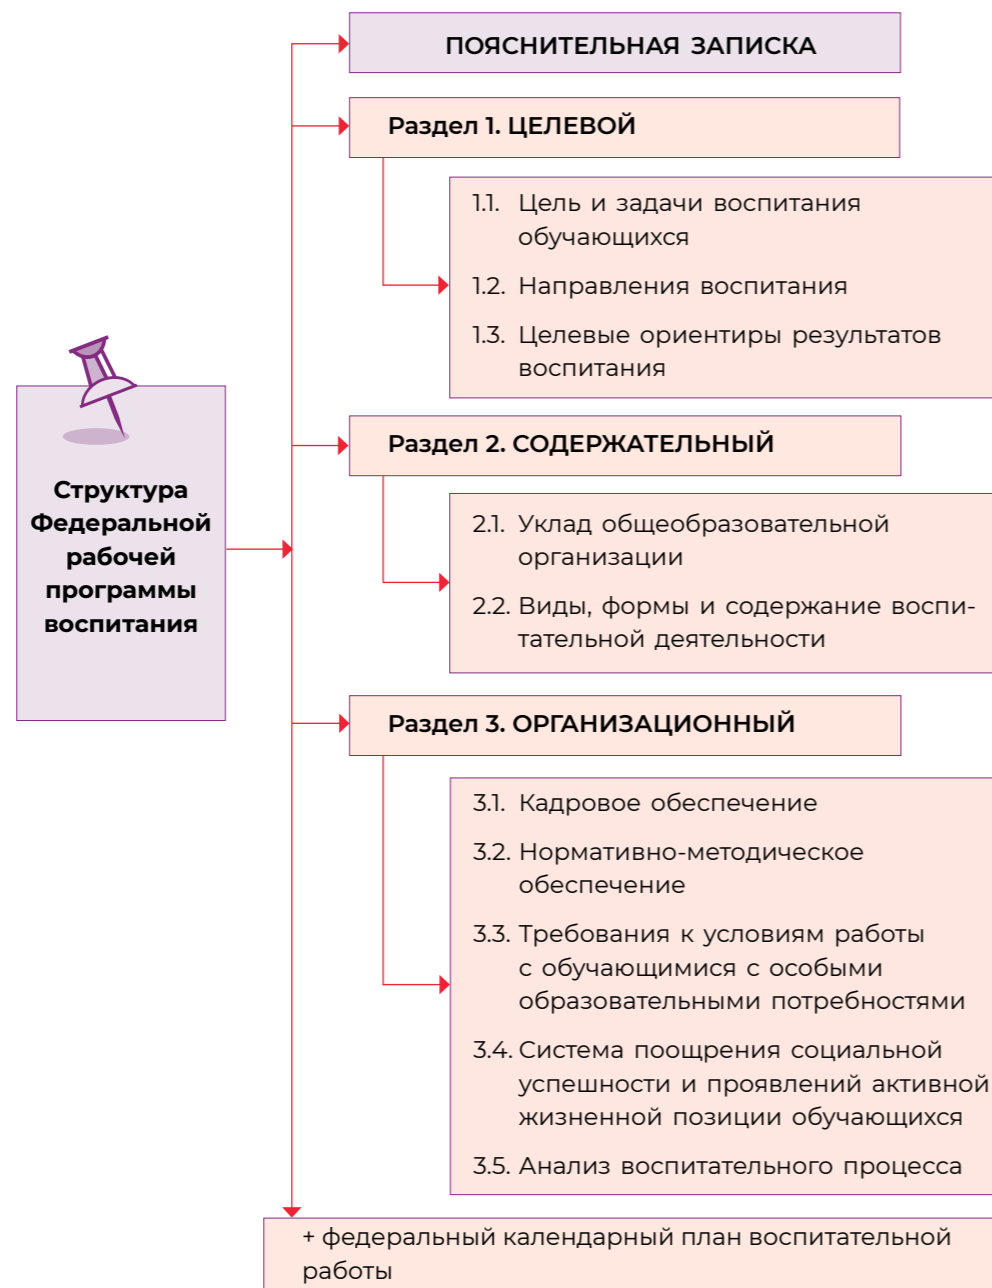 ПОЯСНИТЕЛЬНАЯ ЗАПИСКА
Раздел 1. ЦЕЛЕВОЙ
1.1. Цель и задачи воспитания
обучающихся
1.2. Направления воспитания
1.3. Целевые ориентиры результатов
воспитания
Структура
Федеральной
рабочей
программы
воспитания
Раздел 2. СОДЕРЖАТЕЛЬНЫЙ
2.1. Уклад общеобразовательной
организации
2.2. Виды, формы и содержание воспи-
тательной деятельности
Раздел 3. ОРГАНИЗАЦИОННЫЙ
3.1. Кадровое обеспечение
3.2. Нормативно-методическое
обеспечение
3.3. Требования к условиям работы
с обучающимися с особыми
образовательными потребностями
3.4. Система поощрения социальной
успешности и проявлений активной
жизненной позиции обучающихся
3.5. Анализ воспитательного процесса
+ федеральный календарный план воспитательной
работы